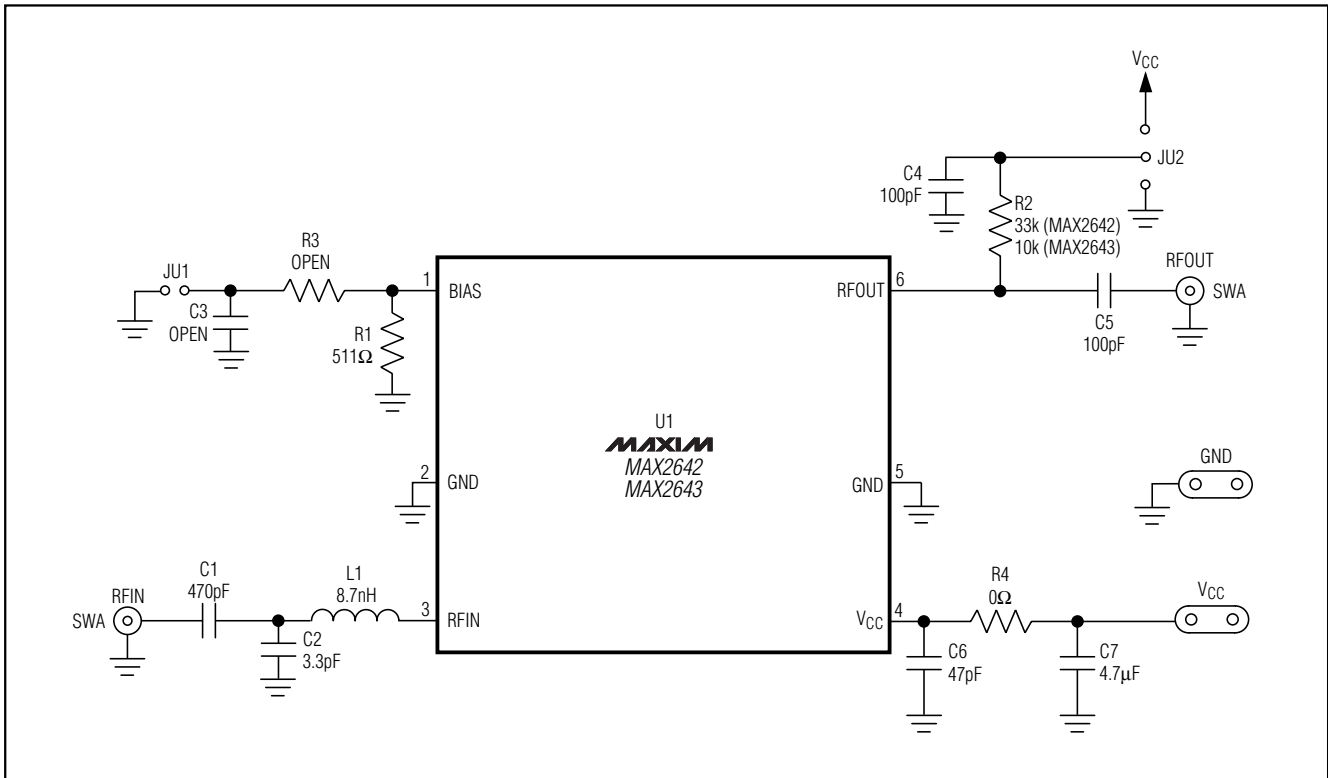 VCC
JU2
C4
100pF
R2
33k (MAX2642)
10k (MAX2643)
R3
OPEN
JU1
C3
OPEN
R1
511Ω
1
BIAS
RFOUT
6
RFOUT
SWA
C5
100pF
U1
MAXIM
MAX2642
MAX2643
2
GND
GND
5
GND
C1
470pF
L1
8.7nH
RFIN
SWA
3
RFIN
C2
3.3pF
VCC
4
R4
0Ω
VCC
C6
47pF
C7
4.7μF